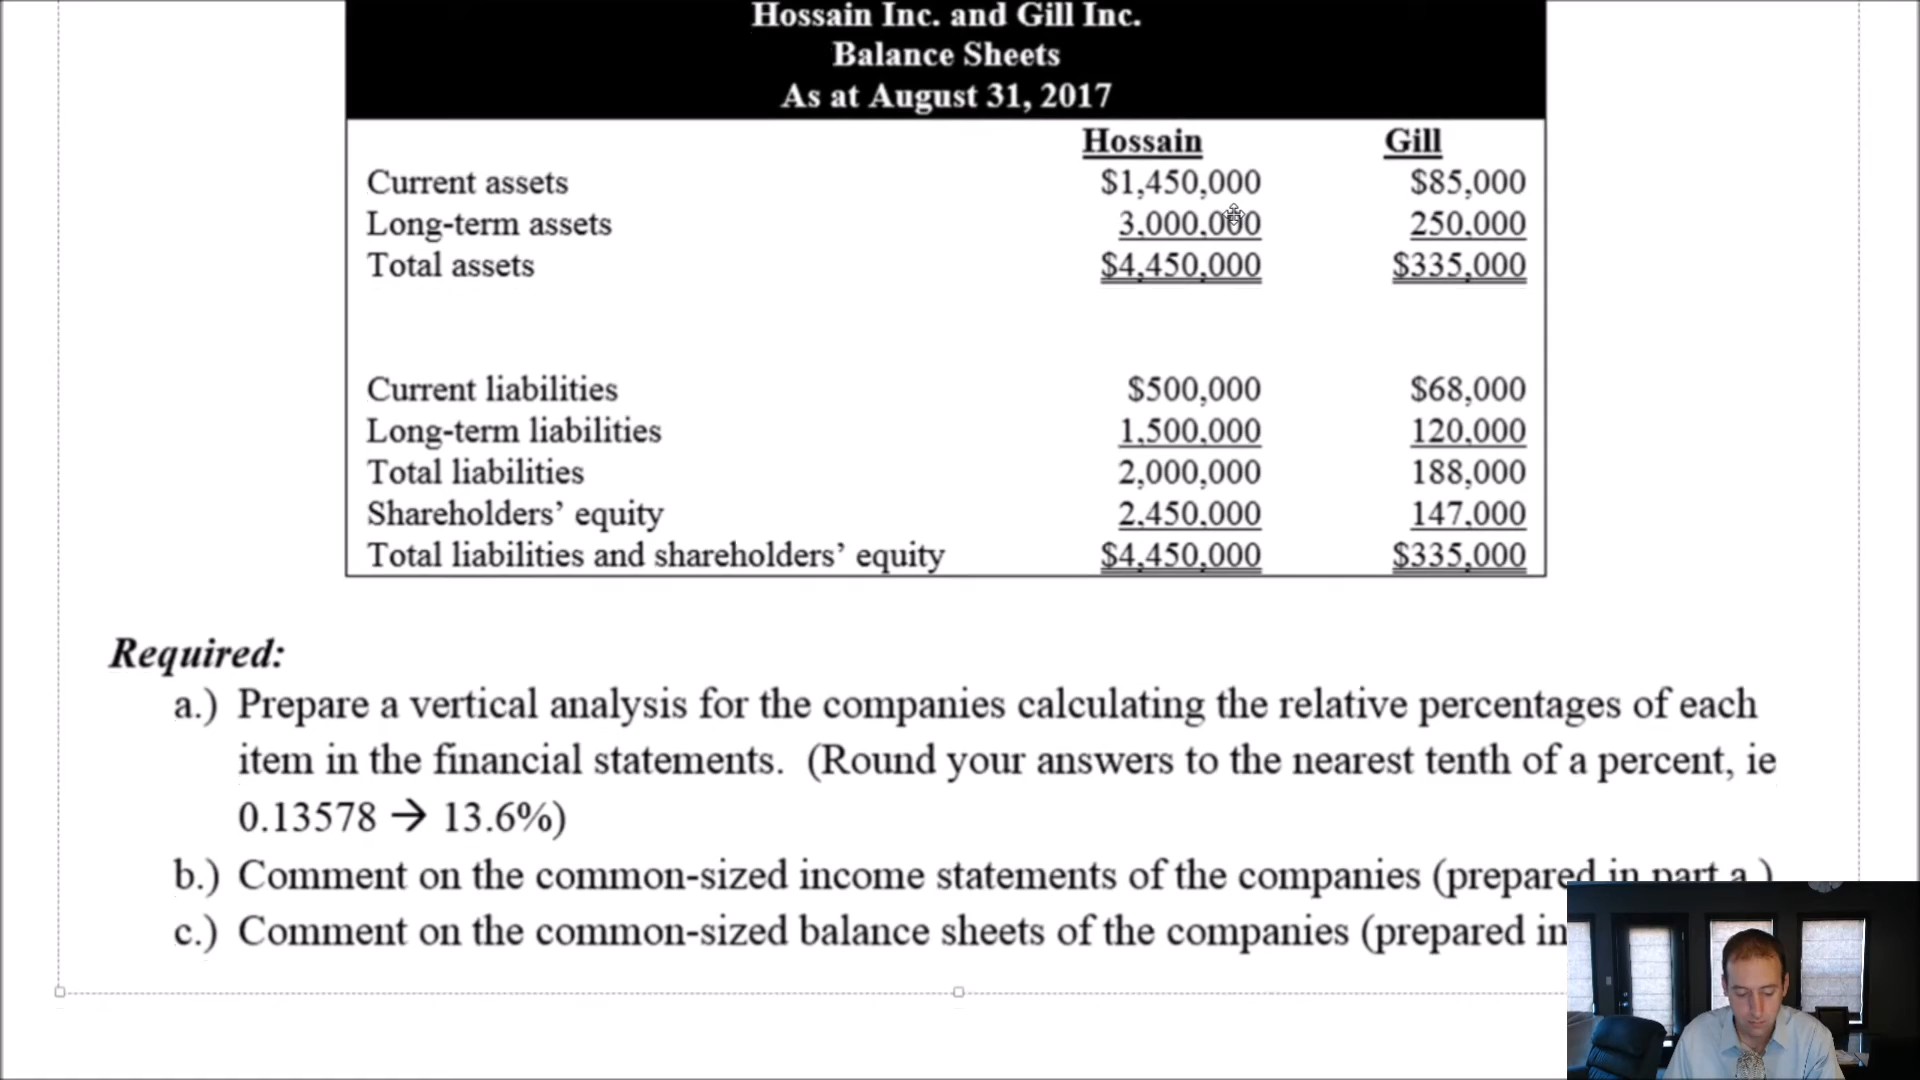 Hossain Inc. and Gill Inc.
Balance Sheets
As at August 31, 2017
Hossain Gill
Current assets $1,450,000 $85,000
Long-term assets 3,000,000 250,000
Total assets $4,450,000 $335,000
Current liabilities $500,000 $68,000
Long-term liabilities 1,500,000 120,000
Total liabilities 2,000,000 188,000
Shareholders’ equity 2,450,000 147,000
Total liabilities and shareholders’ equity $4,450,000 $335,000
Required:
a.) Prepare a vertical analysis for the companies calculating the relative percentages of each
item in the financial statements. (Round your answers to the nearest tenth of a percent, ie
0.13578 → 13.6%)
b.) Comment on the common-sized income statements of the companies (prepared in part a.)
c.) Comment on the common-sized balance sheets of the companies (prepared in